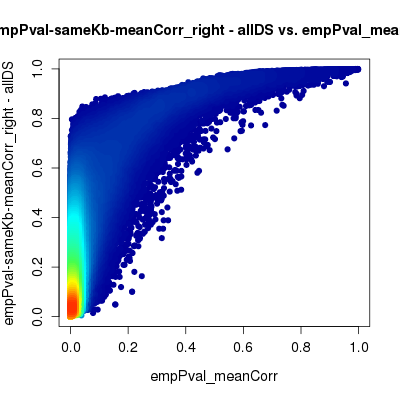 mpPval-sameKb-meanCorr_right - allDS vs. empPval_mea
empPval-sameKb-meanCorr_right - allDS
1.0
0.8
0.6
0.4
0.2
0.0
0.0 0.2 0.4 0.6 0.8 1.0
empPval_meanCorr